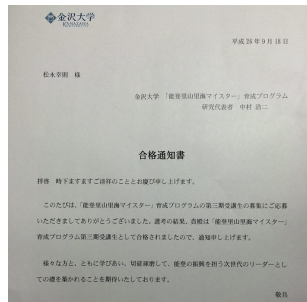 金沢大学
KANAZAWA
平成26年9月18日
松永幸則 様
金沢大学 「能登里山里海マイスター」育成プログラム
研究代表者 中村 浩二
合格通知書
拝啓 時下ますますご清祥のこととお慶び申し上げます。
このたびは、「能登里山里海マイスター」育成プログラムの第三期受講生の募集にご応募
いただきましてありがとうございました。選考の結果、貴殿は「能登里山里海マイスター」
育成プログラム第三期受講生として合格されましたので、通知申し上げます。
様々な方と、ともに学びあい、切磋琢磨して、能登の振興を担う次世代のリーダーとし
ての礎を築かれることを期待いたしております。
敬具